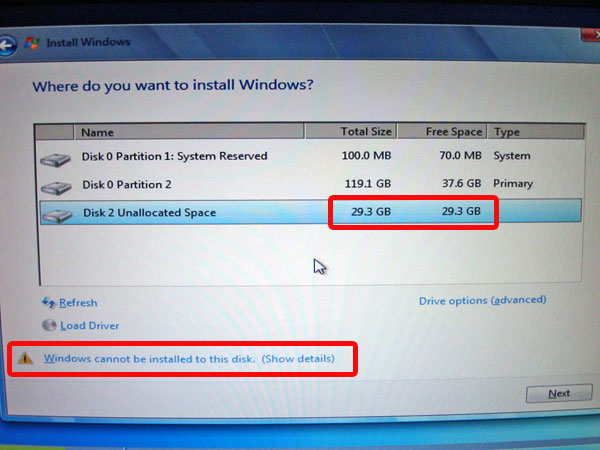 Install Windows
Where do you want to install Windows?
Name Total Size Free Space Type
Disk 0 Partition 1: System Reserved 100.0 MB 70.0 MB System
Disk 0 Partition 2 119.1 GB 37.6 GB Primary
Disk 2 Unallocated Space 29.3 GB 29.3 GB
Refresh Drive options (advanced)
Load Driver
Windows cannot be installed to this disk. (Show details)
Next